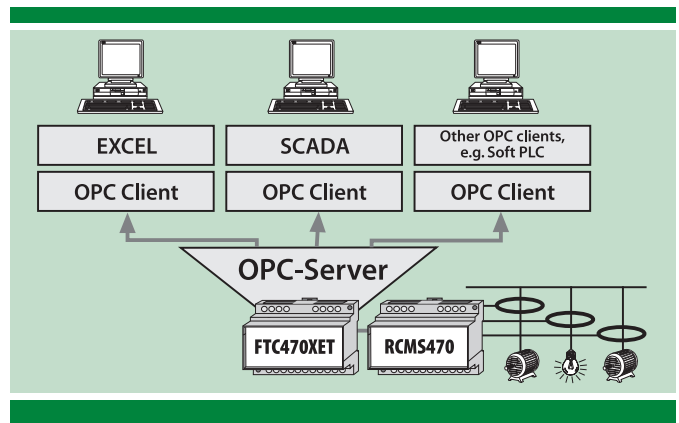 EXCEL
SCADA
Other OPC clients,
e.g. Soft PLC
OPC Client
OPC Client
OPC Client
OPC-Server
FTC470XET
RCMS470